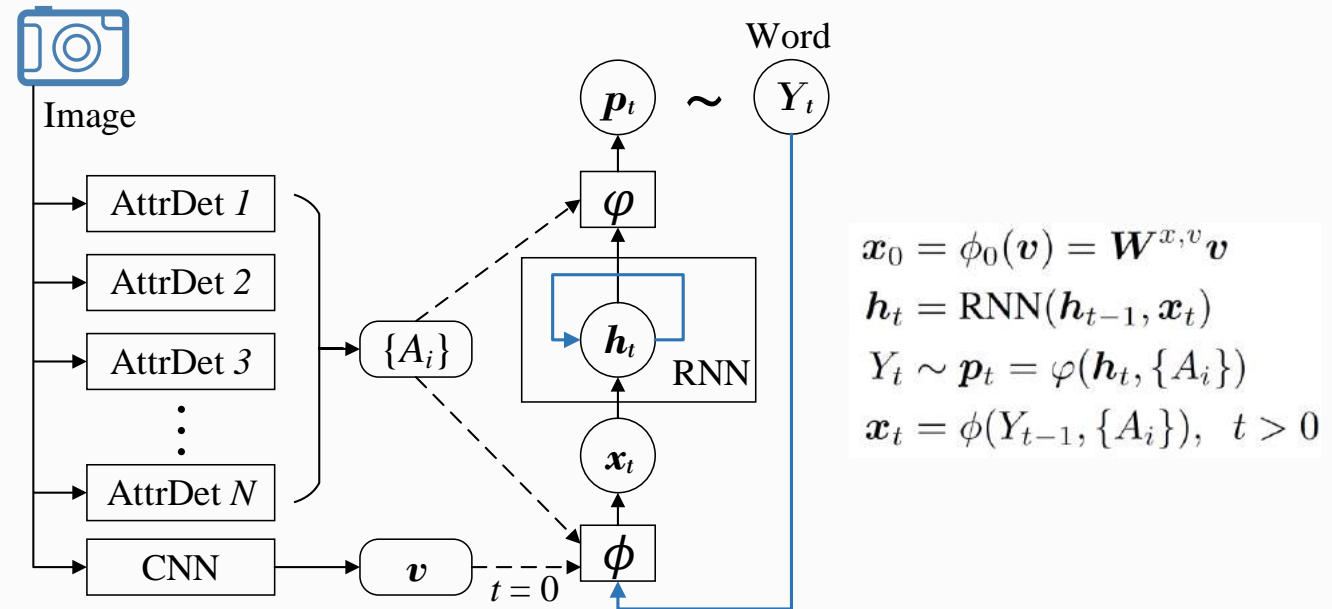 Image
AttrDet 1
AttrDet 2
AttrDet 3
⋮
AttrDet N
CNN
{A_i}
v
t = 0
Word
p_t ~ Y_t
φ
h_t
RNN
x_t
ϕ
x_0 = ϕ_0(v) = W^{x,v} v
h_t = RNN(h_{t−1}, x_t)
Y_t ∼ p_t = φ(h_t, {A_i})
x_t = ϕ(Y_{t−1}, {A_i}), t > 0